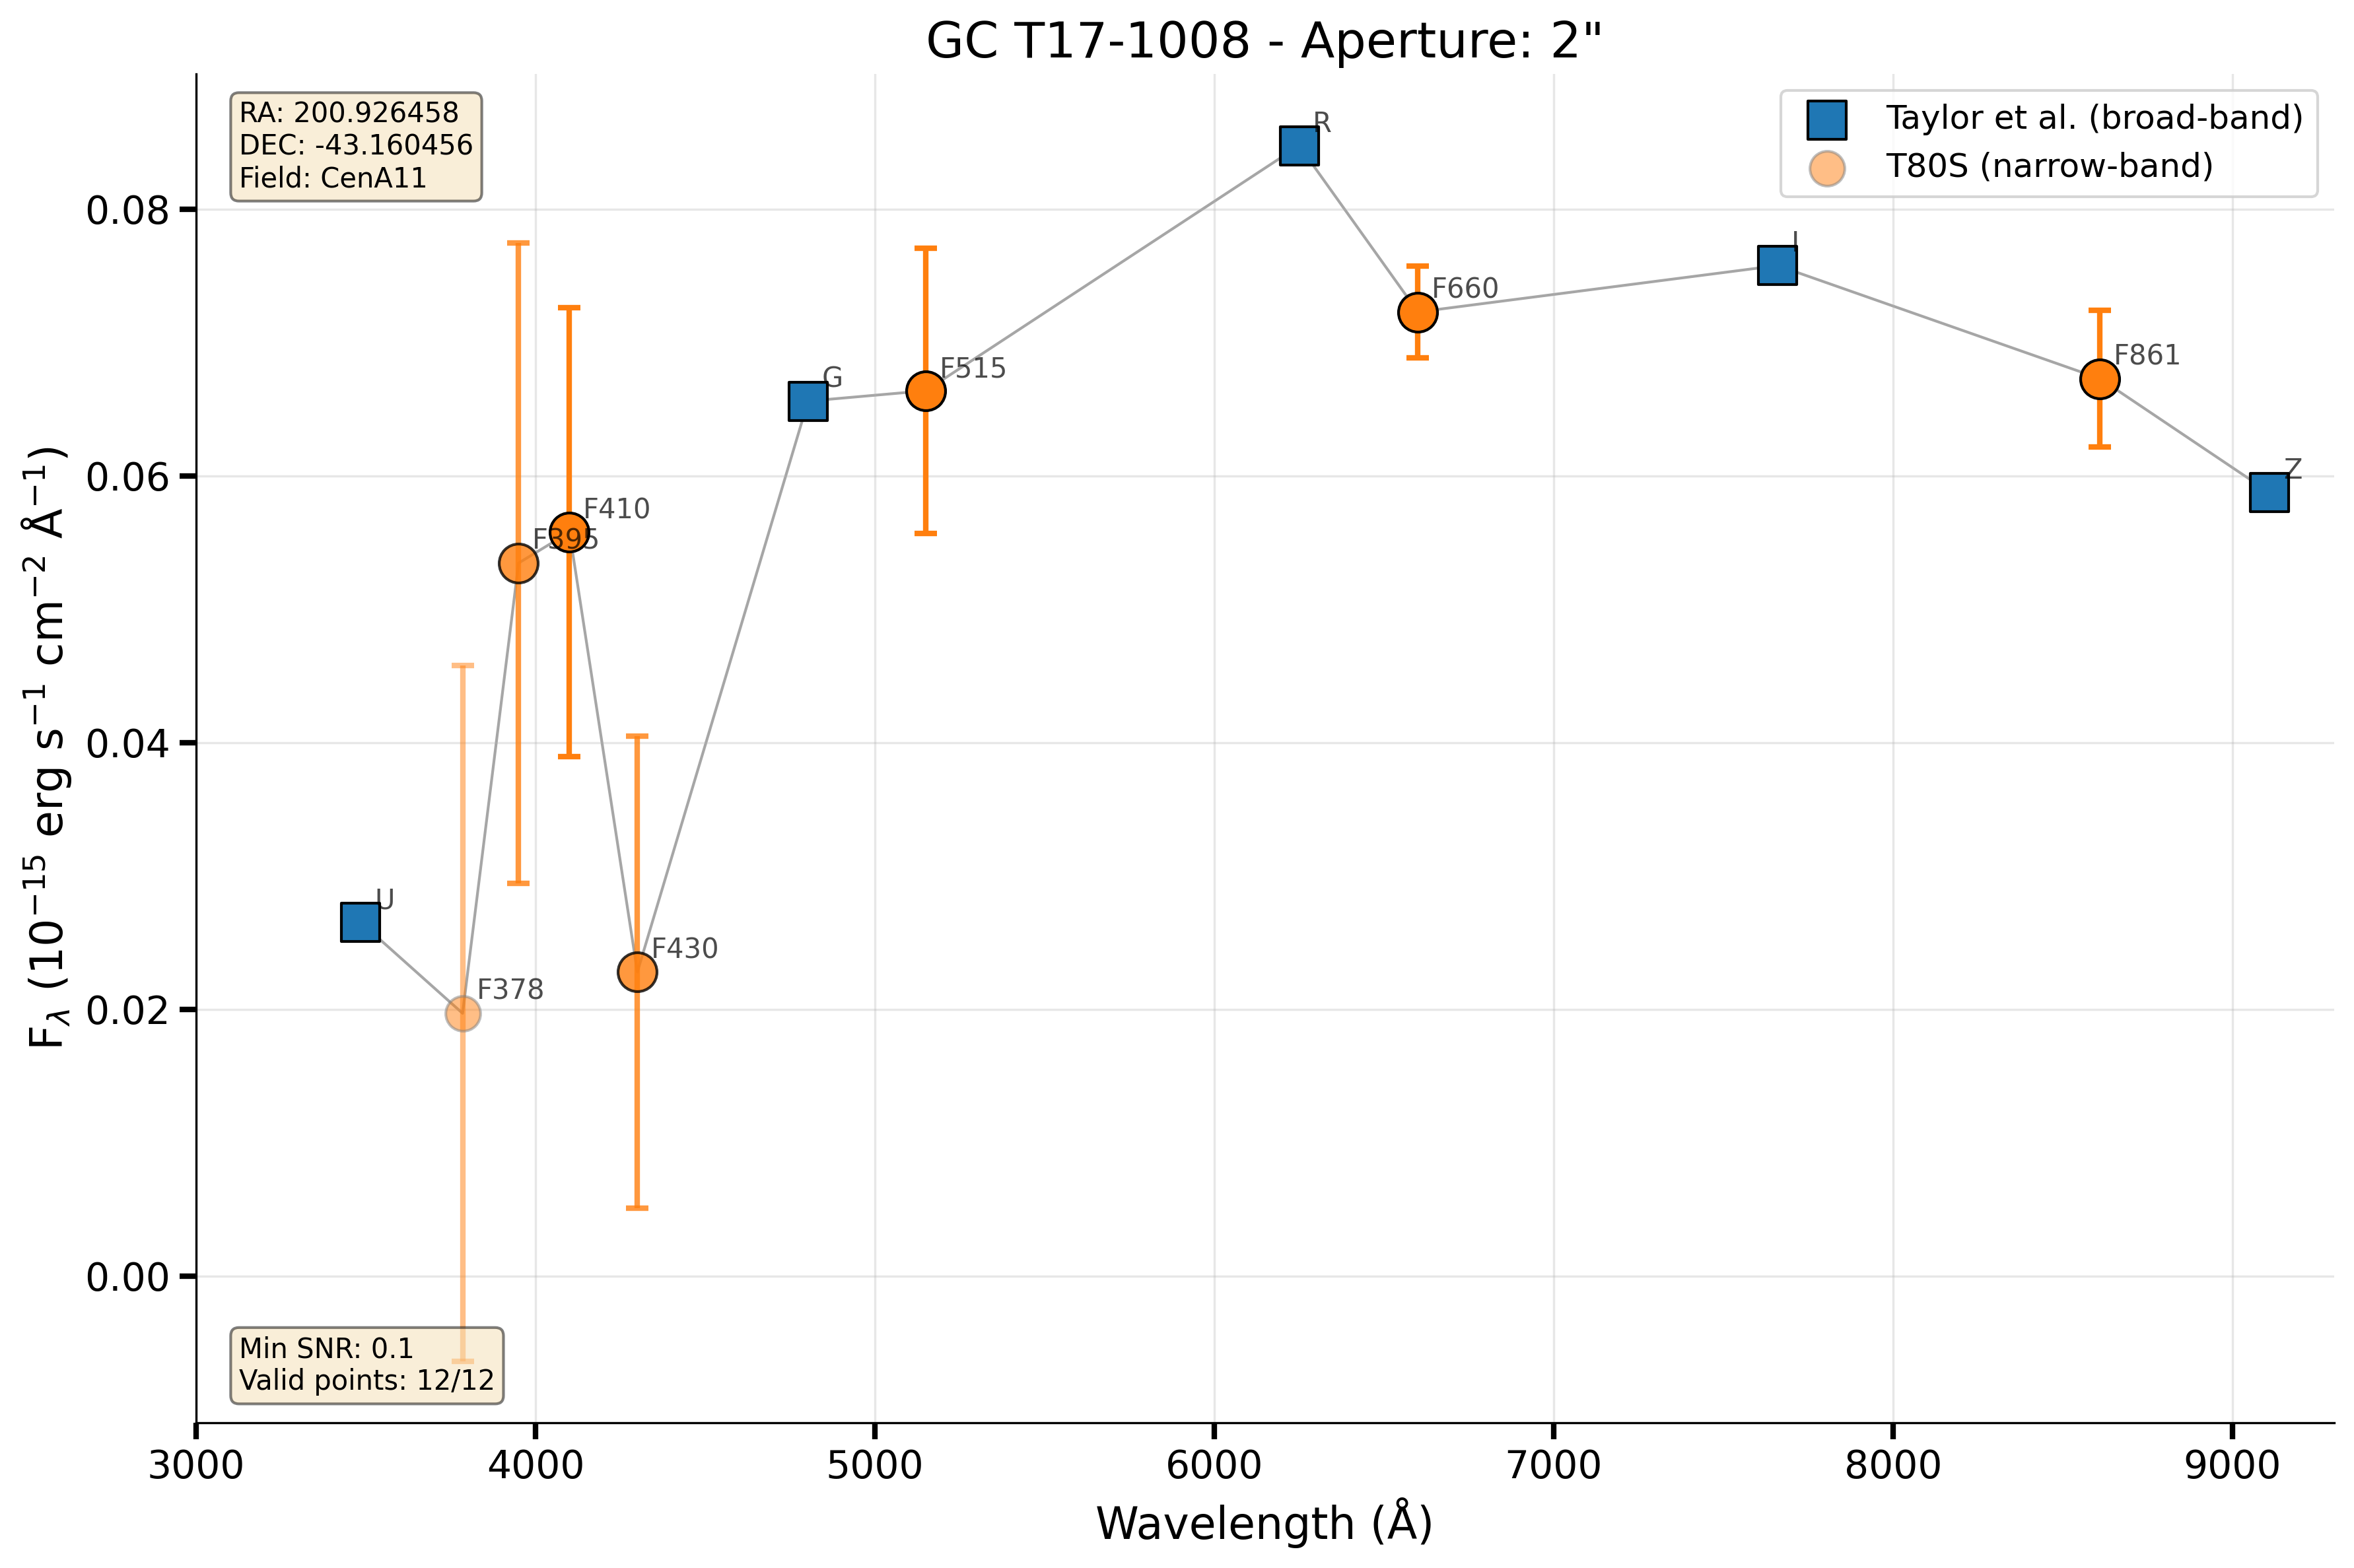 GC T17-1008 - Aperture: 2"
RA: 200.926458
DEC: -43.160456
Field: CenA11
Taylor et al. (broad-band)
T80S (narrow-band)
R
I
F660
F861
G
F515
Z
F410
F395
U
F430
F378
Min SNR: 0.1
Valid points: 12/12
0.08
0.06
0.04
0.02
0.00
F$_{λ}$ (10$^{−15}$ erg s$^{−1}$ cm$^{−2}$ Å$^{−1}$)
3000 4000 5000 6000 7000 8000 9000
Wavelength (Å)